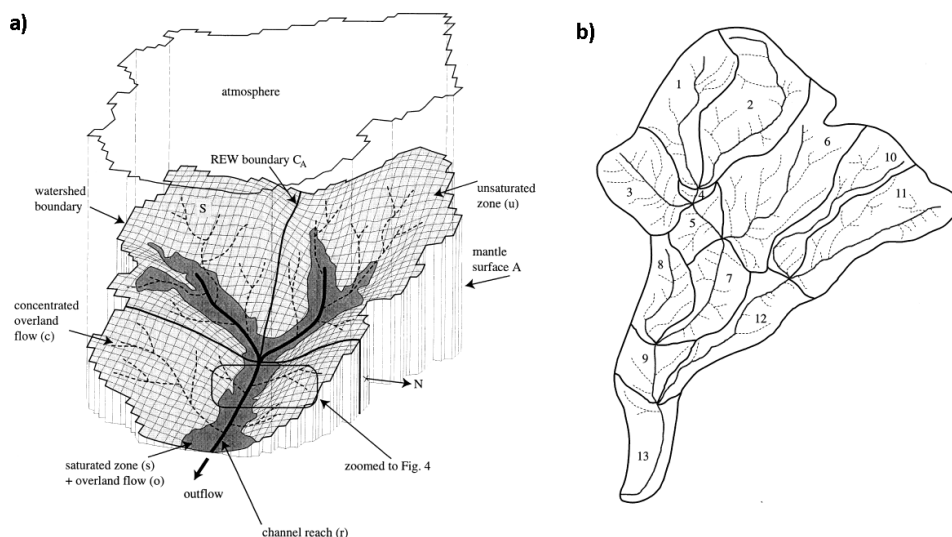 a)
atmosphere
REW boundary CA
watershed
boundary
S
unsaturated
zone (u)
mantle
surface A
concentrated
overland
flow (c)
N
saturated zone (s)
+ overland flow (o)
zoomed to Fig. 4
outflow
channel reach (r)
b)
1
2
6
10
3
4
11
5
8
7
12
9
13